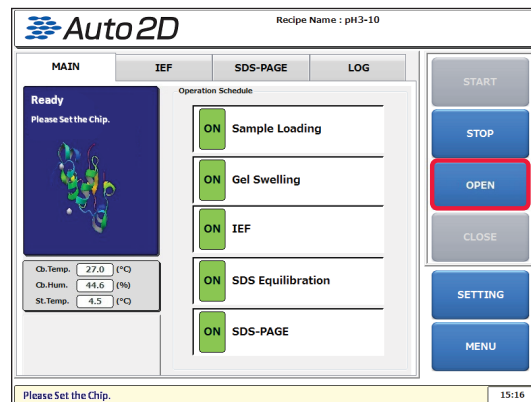 Auto2D
Recipe Name : pH3-10
MAIN
IEF
SDS-PAGE
LOG
Ready
Please Set the Chip.
Operation Schedule
ON Sample Loading
ON Gel Swelling
ON IEF
ON SDS Equilibration
ON SDS-PAGE
Cb.Temp. 27.0 (°C)
Cb.Hum. 44.6 (%)
St.Temp. 4.5 (°C)
START
STOP
OPEN
CLOSE
SETTING
MENU
Please Set the Chip.
15:16